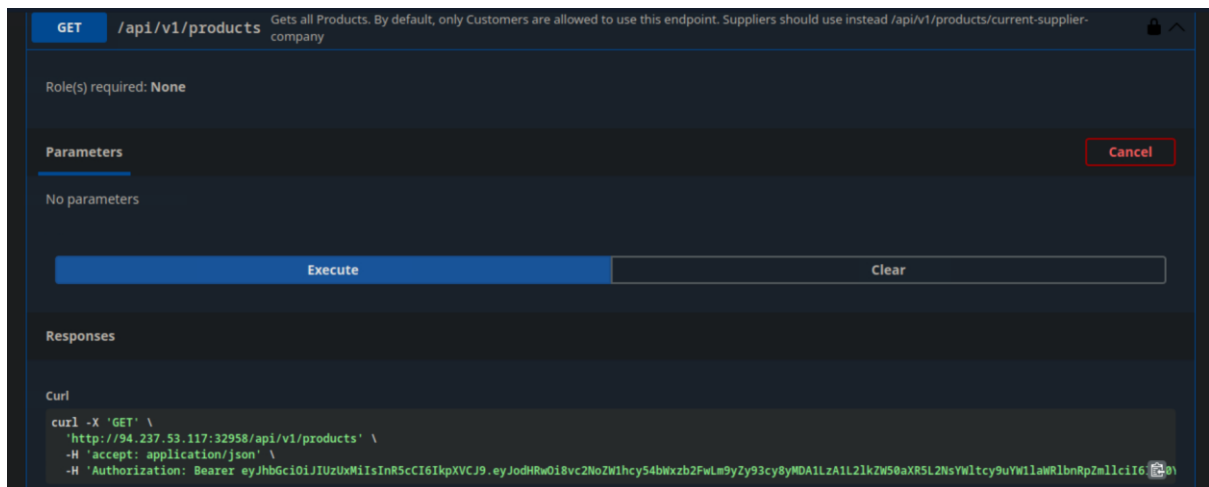 GET /api/v1/products Gets all Products. By default, only Customers are allowed to use this endpoint. Suppliers should use instead /api/v1/products/current-supplier-
company
Role(s) required: None
Parameters Cancel
No parameters
Execute Clear
Responses
Curl
curl -X 'GET' \
'http://94.237.53.117:32958/api/v1/products' \
-H 'accept: application/json' \
-H 'Authorization: Bearer